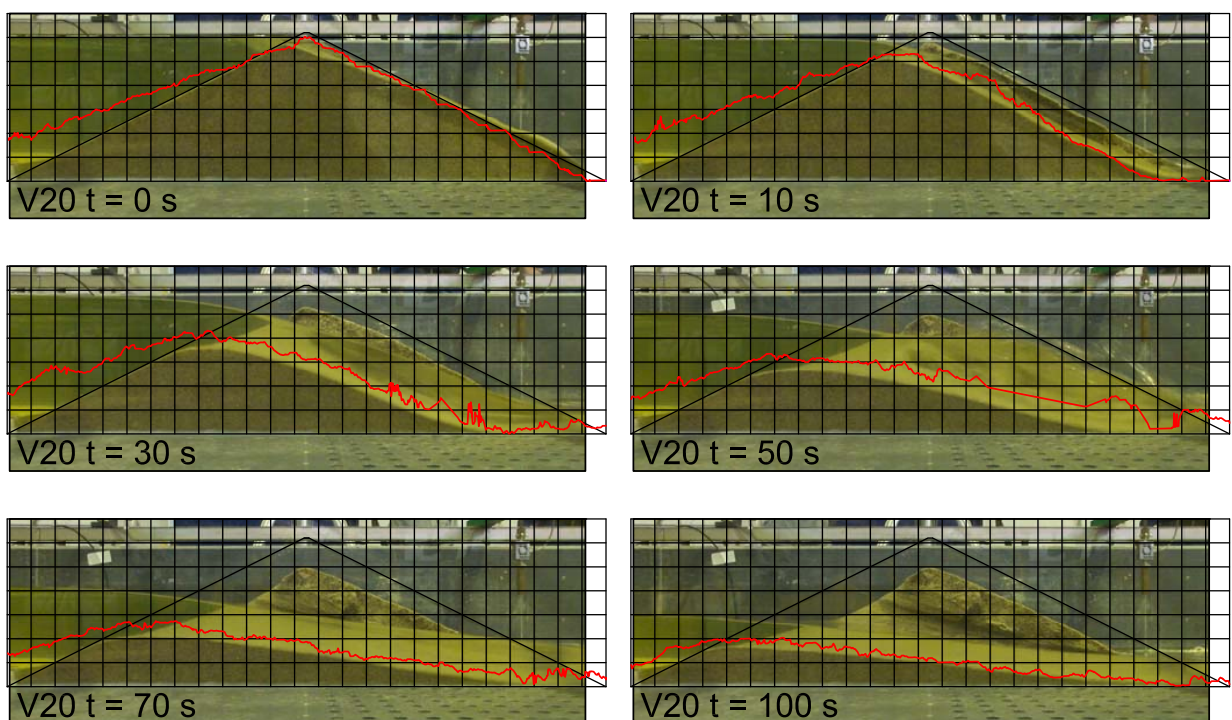 V20 t = 0 s
V20 t = 10 s
V20 t = 30 s
V20 t = 50 s
V20 t = 70 s
V20 t = 100 s